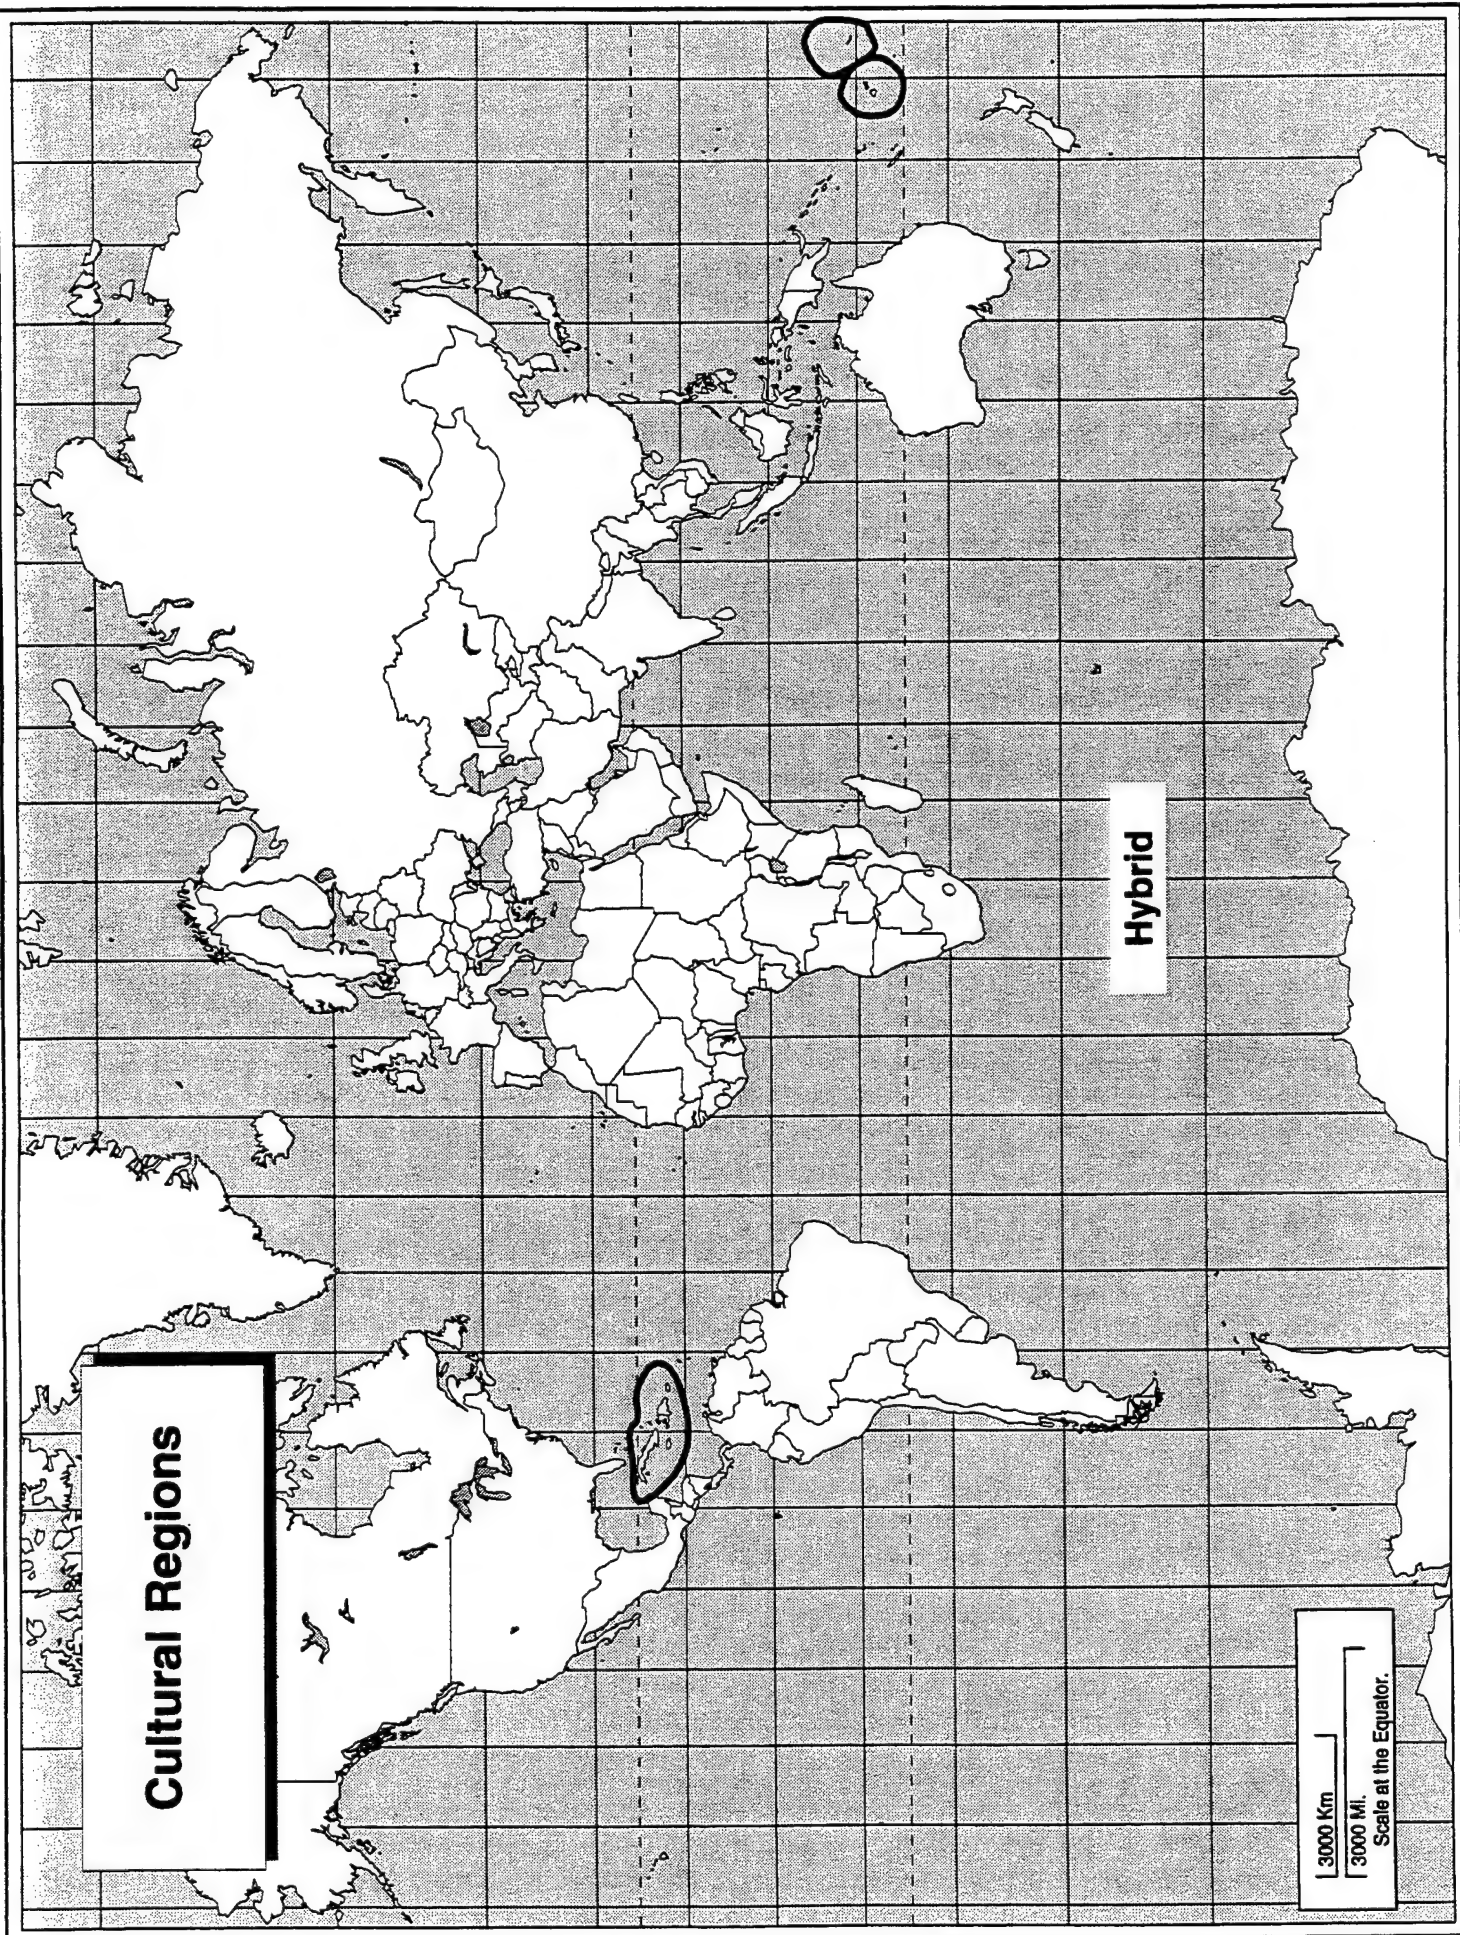 Cultural Regions
Hybrid
3000 Km
3000 Mi.
Scale at the Equator.